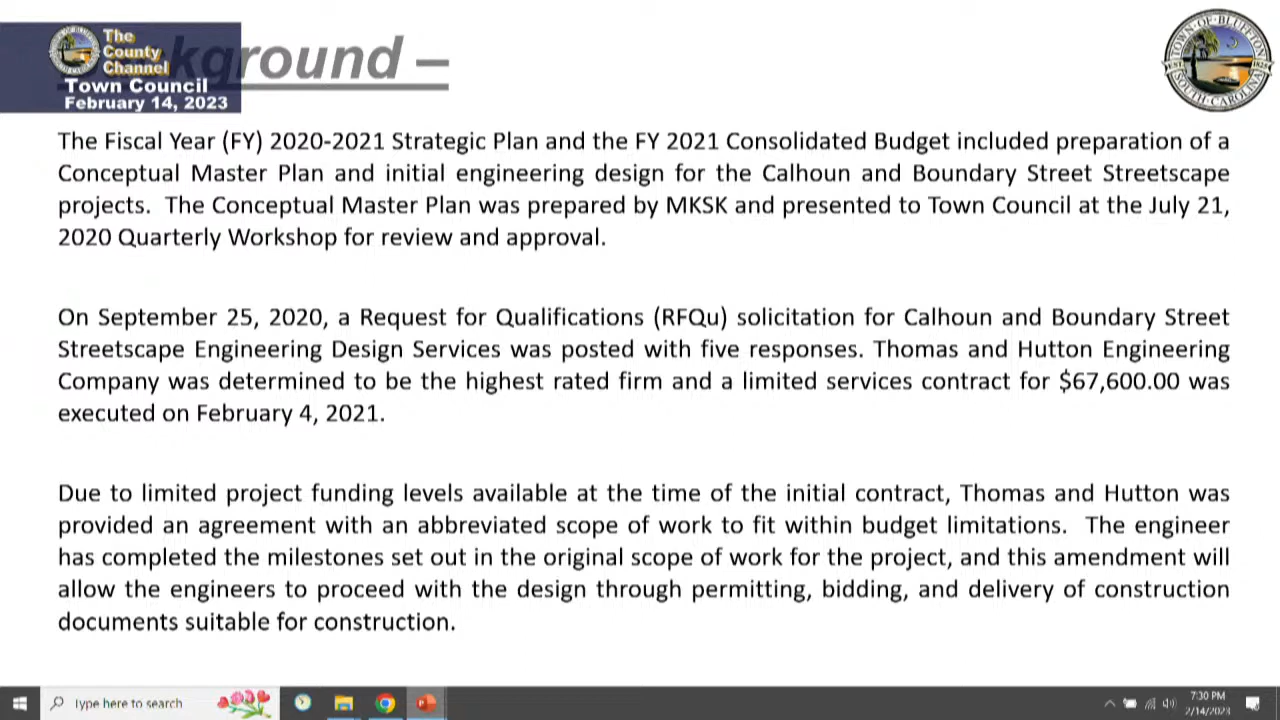 The
County
Channel
Town Council
February 14, 2023
kground –
TOWN OF BLUFFTON
SOUTH CAROLINA
The Fiscal Year (FY) 2020-2021 Strategic Plan and the FY 2021 Consolidated Budget included preparation of a
Conceptual Master Plan and initial engineering design for the Calhoun and Boundary Street Streetscape
projects. The Conceptual Master Plan was prepared by MKSK and presented to Town Council at the July 21,
2020 Quarterly Workshop for review and approval.
On September 25, 2020, a Request for Qualifications (RFQu) solicitation for Calhoun and Boundary Street
Streetscape Engineering Design Services was posted with five responses. Thomas and Hutton Engineering
Company was determined to be the highest rated firm and a limited services contract for $67,600.00 was
executed on February 4, 2021.
Due to limited project funding levels available at the time of the initial contract, Thomas and Hutton was
provided an agreement with an abbreviated scope of work to fit within budget limitations. The engineer
has completed the milestones set out in the original scope of work for the project, and this amendment will
allow the engineers to proceed with the design through permitting, bidding, and delivery of construction
documents suitable for construction.
Type here to search
7:30 PM
2/14/2023